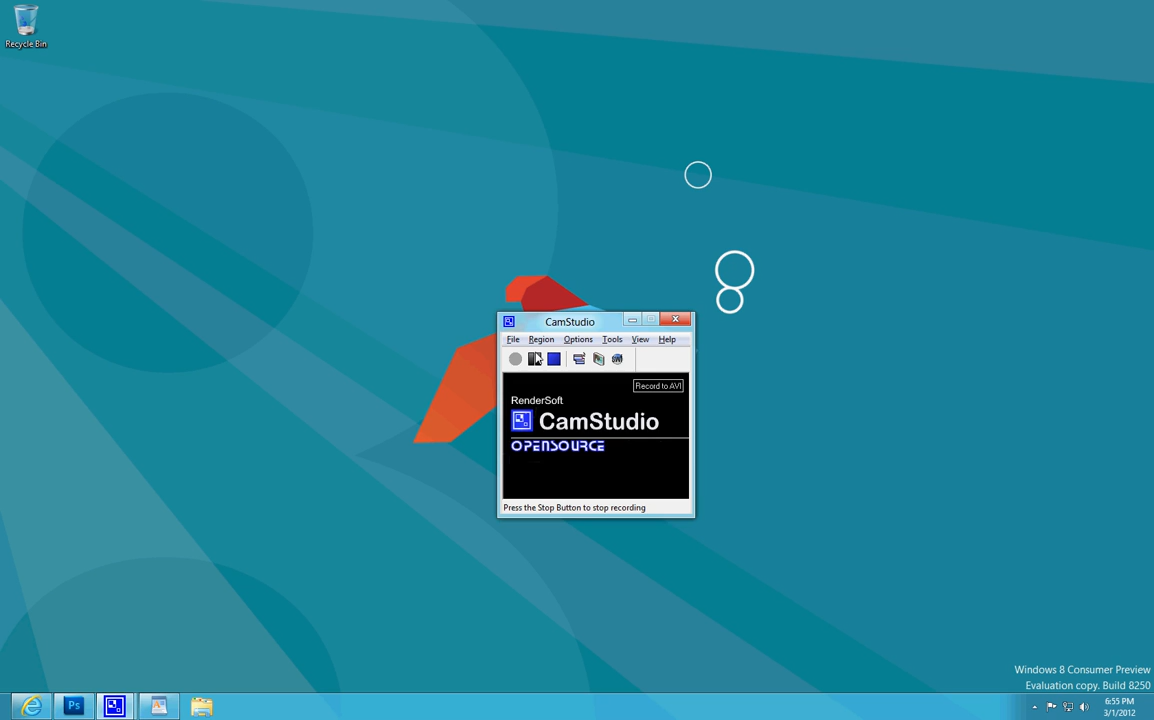 Recycle Bin
CamStudio
File Region Options Tools View Help
Record to AVI
RenderSoft
CamStudio
OPENSOURCE
Press the Stop Button to stop recording
Windows 8 Consumer Preview
Evaluation copy. Build 8250
Ps
6:55 PM
3/1/2012